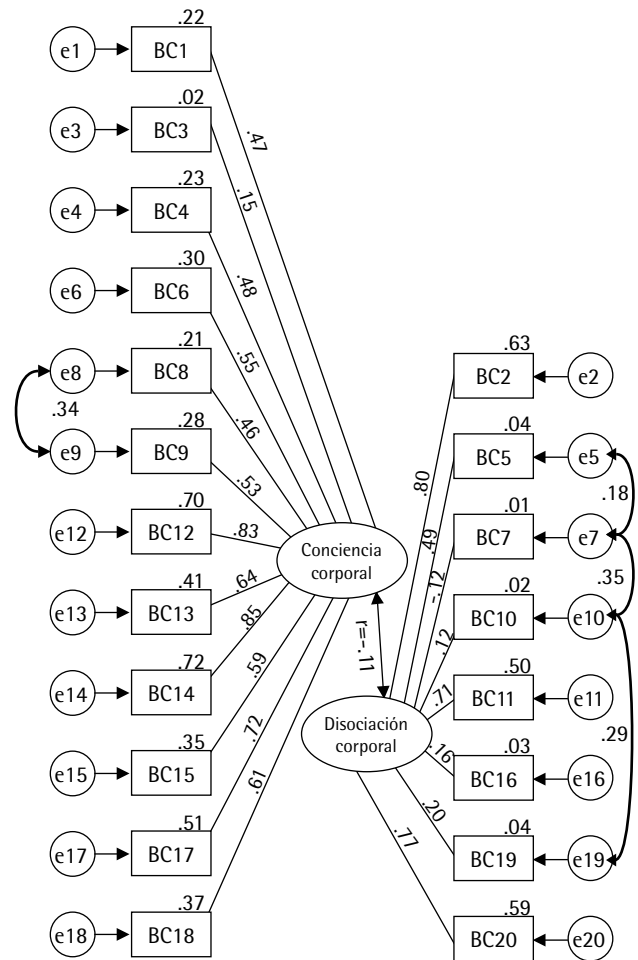 .22
e1 BC1
.47
.02
e3 BC3
.15
.23
e4 BC4
.48
.30
e6 BC6
.55
.21
e8 BC8
.46
.34
.28
e9 BC9
.53
.70
e12 BC12
.83
.41
e13 BC13
.64
.72
e14 BC14
.85
.35
e15 BC15
.59
.51
e17 BC17
.72
.37
e18 BC18
.61
Conciencia
corporal
r=-.11
Disociación
corporal
.63
BC2 e2
.80
.04
BC5 e5
.49
.18
.01
BC7 e7
-.12
.35
.02
BC10 e10
.12
.50
BC11 e11
.71
.29
.03
BC16 e16
.16
.04
BC19 e19
.20
.59
BC20 e20
.77